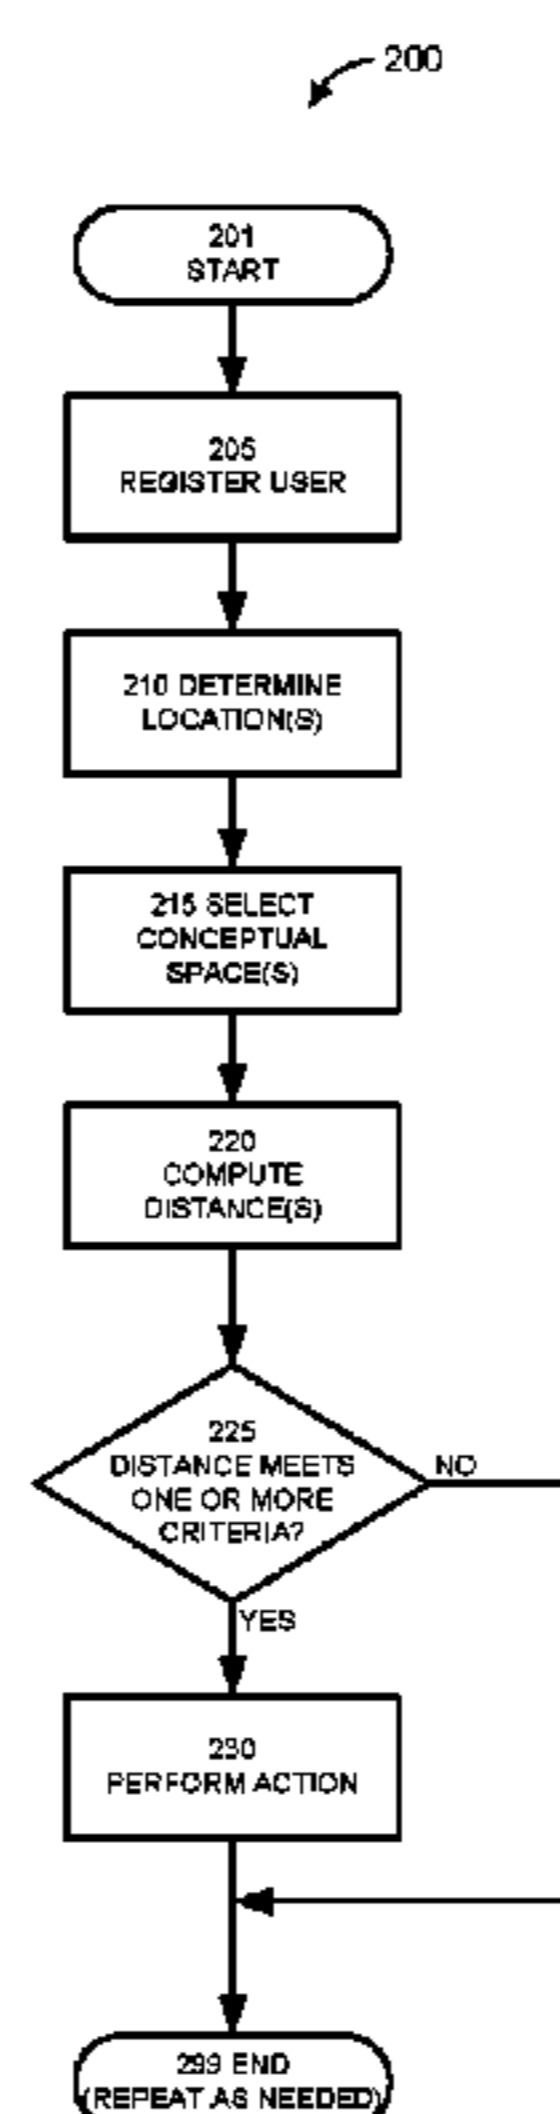 200
201
START
205
REGISTER USER
210 DETERMINE
LOCATION(S)
215 SELECT
CONCEPTUAL
SPACE(S)
220
COMPUTE
DISTANCE(S)
225
DISTANCE MEETS
ONE OR MORE
CRITERIA?
NO
YES
230
PERFORM ACTION
299 END
(REPEAT AS NEEDED)